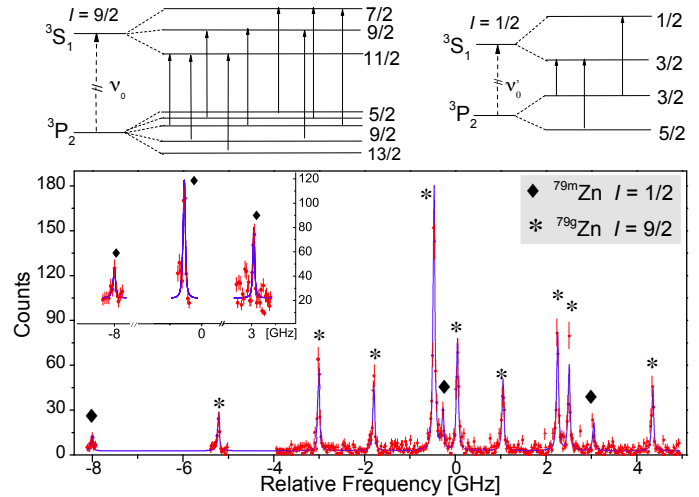 I = 9/2
³S₁
ν₀
³P₂
7/2
9/2
11/2
5/2
9/2
13/2
I = 1/2
³S₁
ν₀'
³P₂
1/2
3/2
3/2
5/2
180
150
120
90
60
30
0
Counts
120
100
80
60
40
20
-8
0
3
[GHz]
♦ ⁷⁹ᵐZn I = 1/2
* ⁷⁹ᵍZn I = 9/2
-8
-6
-4
-2
0
2
4
Relative Frequency [GHz]